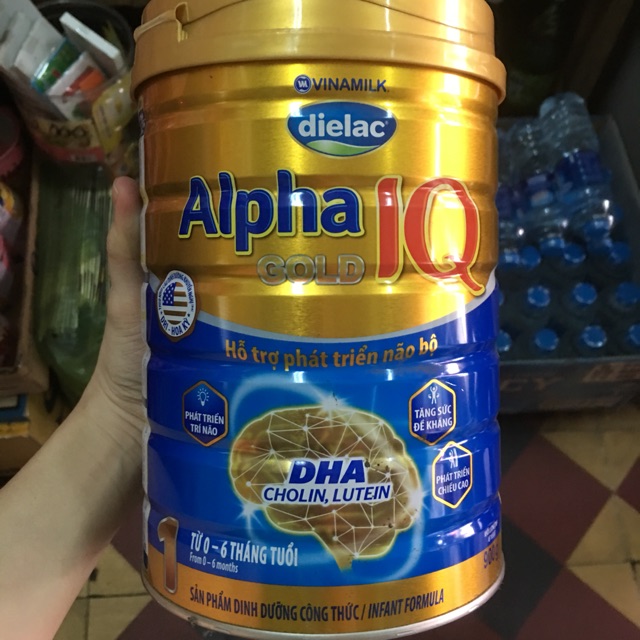 VINAMILK
dielac
Alpha
GOLD
IQ
Hỗ trợ phát triển não bộ
PHÁT TRIỂN
TRÍ NÃO
TĂNG SỨC
ĐỀ KHÁNG
PHÁT TRIỂN
CHIỀU CAO
DHA
CHOLIN, LUTEIN
1
TỪ 0 – 6 THÁNG TUỔI
From 0 – 6 months
SẢN PHẨM DINH DƯỠNG CÔNG THỨC / INFANT FORMULA